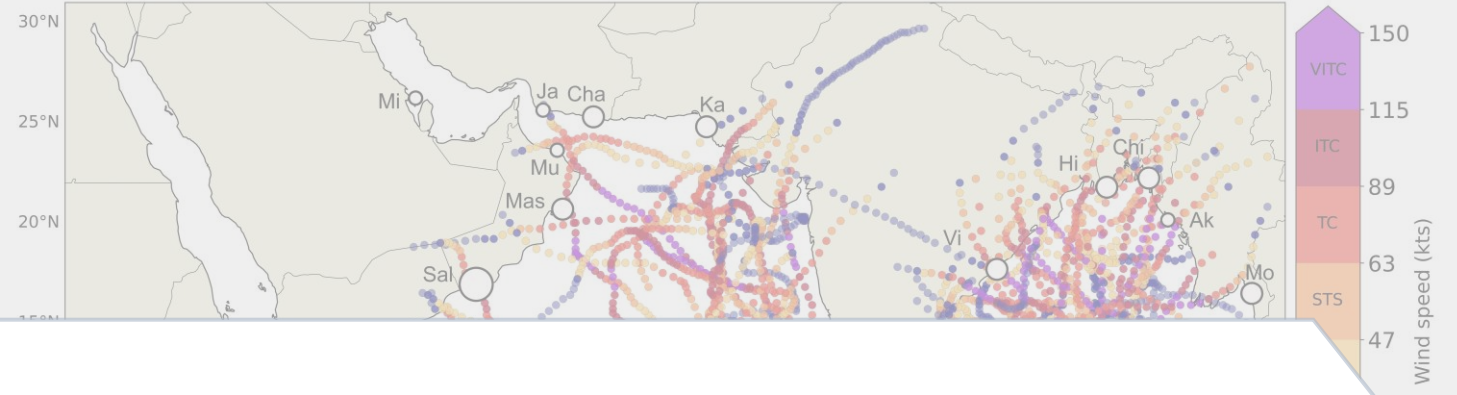 30°N
150
VITC
Ja Cha
Mi
Ka
25°N
115
Chi
ITC
Mu
Hi
89
Mas
20°N
Ak
TC
Vi
63
Sal
Mo
STS
15°N
47
Wind speed (kts)